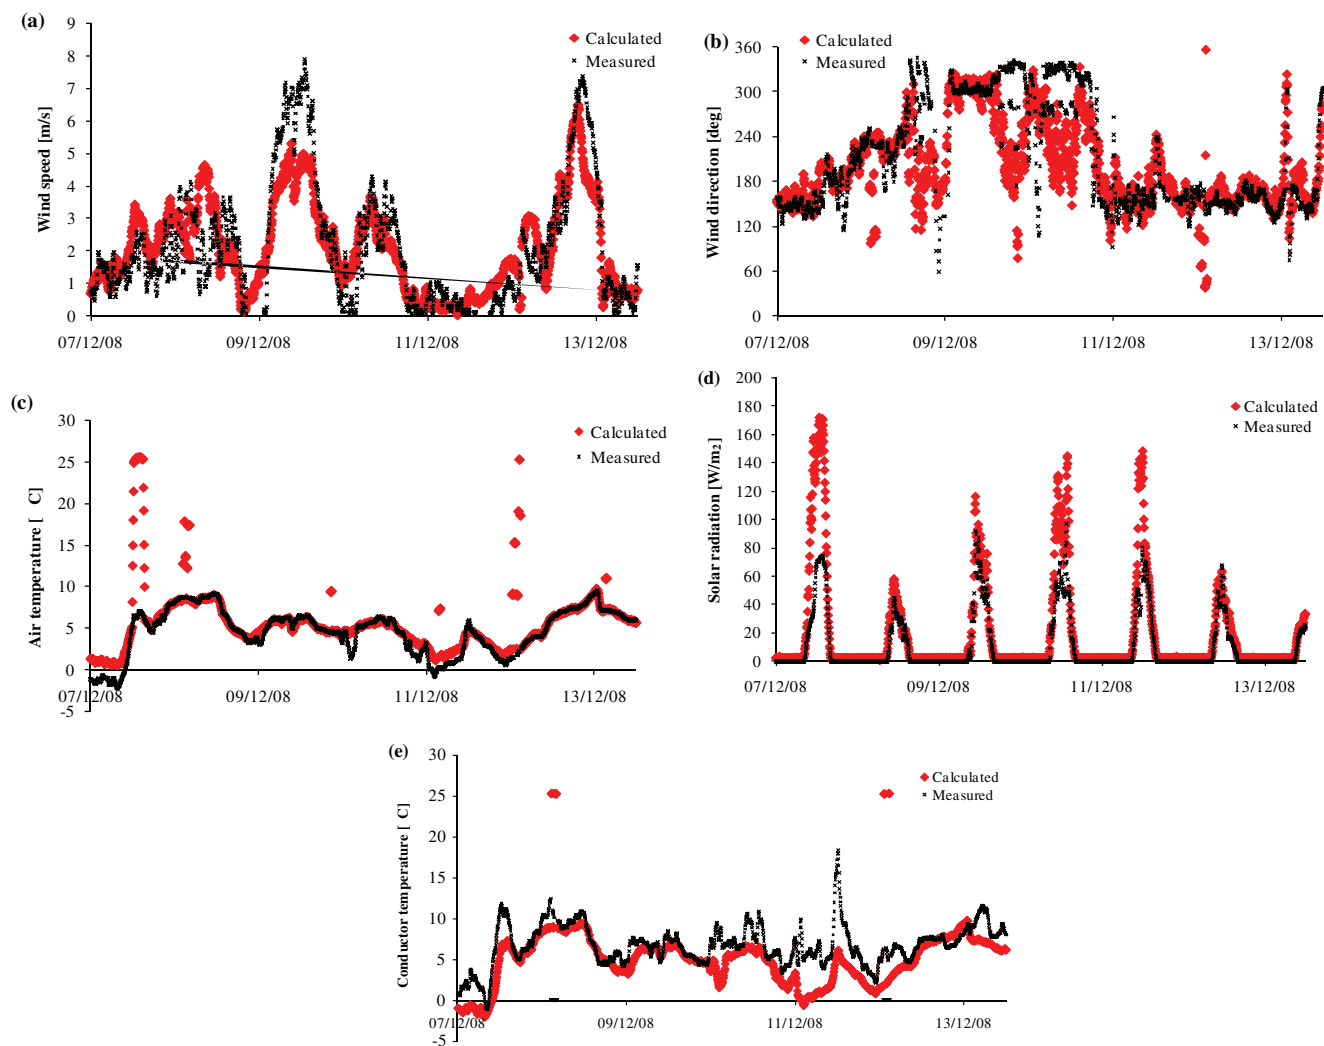 (a)
9
8
7
6
5
4
3
2
1
0
Wind speed [m/s]
Calculated
Measured
07/12/08 09/12/08 11/12/08 13/12/08
(b)
360
300
240
180
120
60
0
Wind direction [deg]
Calculated
Measured
07/12/08 09/12/08 11/12/08 13/12/08
(c)
30
25
20
15
10
5
0
-5
Air temperature [ C]
Calculated
Measured
07/12/08 09/12/08 11/12/08 13/12/08
(d)
200
180
160
140
120
100
80
60
40
20
0
Solar radiation [W/m2]
Calculated
Measured
07/12/08 09/12/08 11/12/08 13/12/08
(e)
30
25
20
15
10
5
0
-5
Conductor temperature [ C]
Calculated
Measured
07/12/08 09/12/08 11/12/08 13/12/08